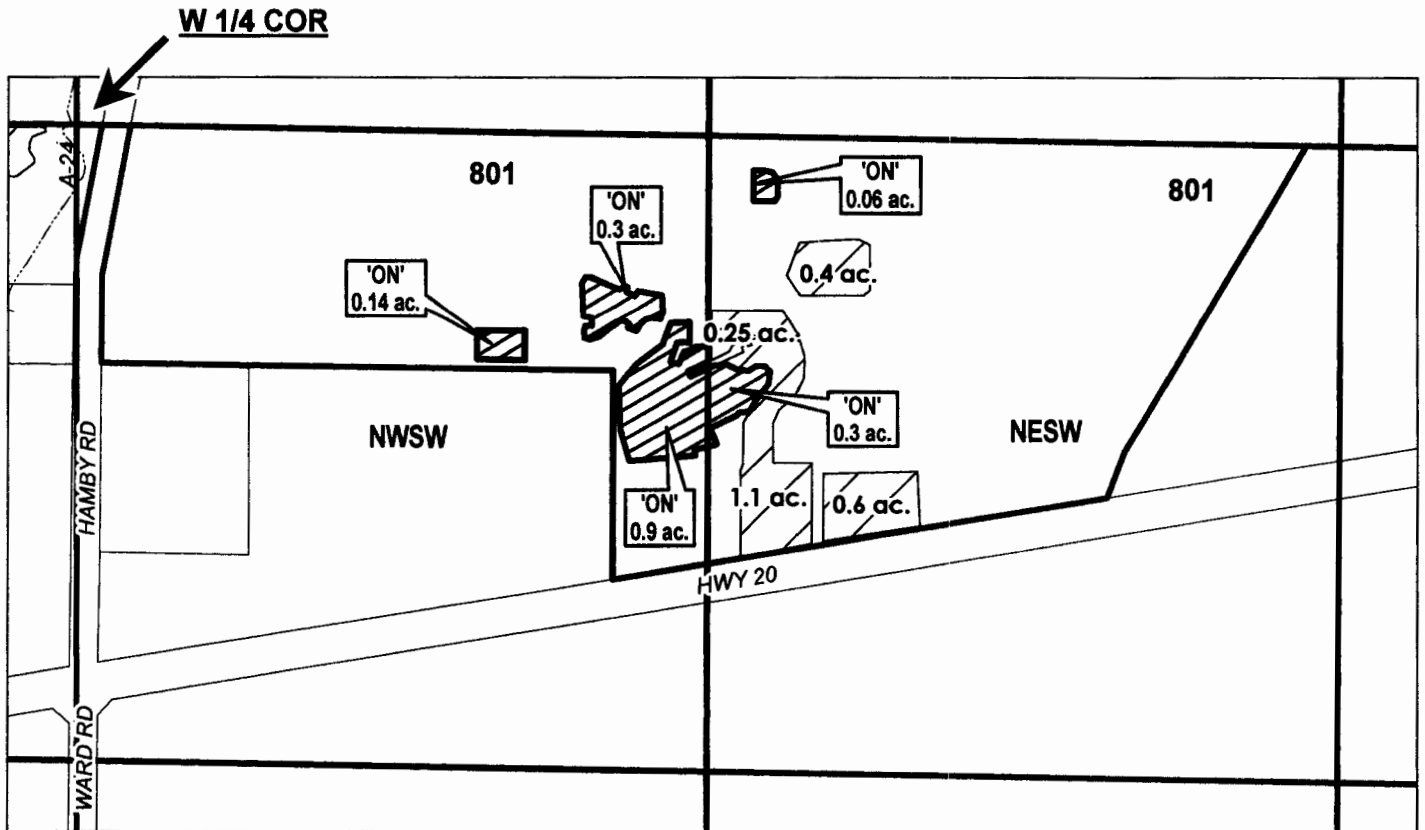 W 1/4 COR
A-24
801
'ON'
0.3 ac.
'ON'
0.06 ac.
801
'ON'
0.14 ac.
0.4 ac.
0.25 ac.
'ON'
0.3 ac.
NWSW
NESW
HAMBY RD
'ON'
0.9 ac.
1.1 ac.
0.6 ac.
HWY 20
WARD RD